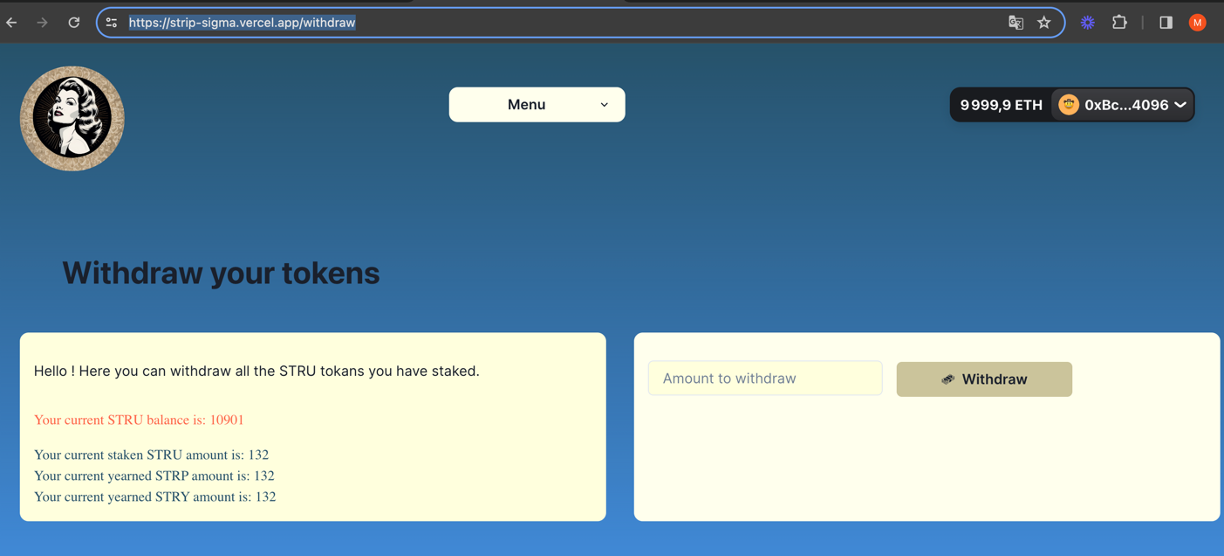 https://strip-sigma.vercel.app/withdraw
M
Menu
9 999,9 ETH 0xBc...4096
Withdraw your tokens
Hello ! Here you can withdraw all the STRU tokans you have staked.
Your current STRU balance is: 10901
Your current staken STRU amount is: 132
Your current yearned STRP amount is: 132
Your current yearned STRY amount is: 132
Amount to withdraw
Withdraw